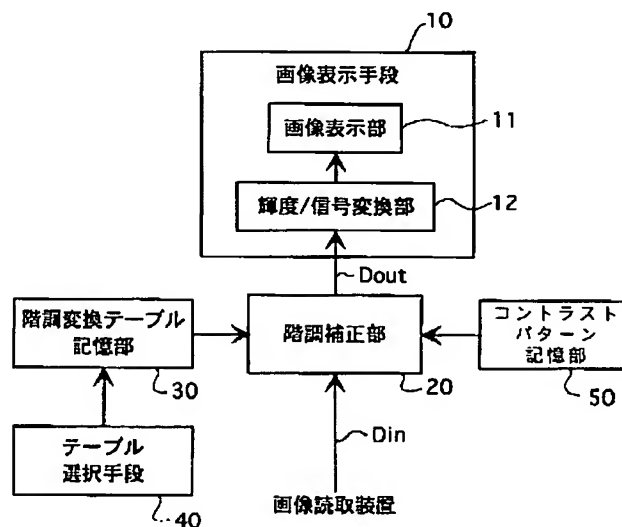 10
画像表示手段
画像表示部
11
輝度/信号変換部
12
Dout
階調変換テーブル
記憶部
30
階調補正部
20
コントラスト
パターン
記憶部
50
テーブル
選択手段
40
Din
画像読取装置